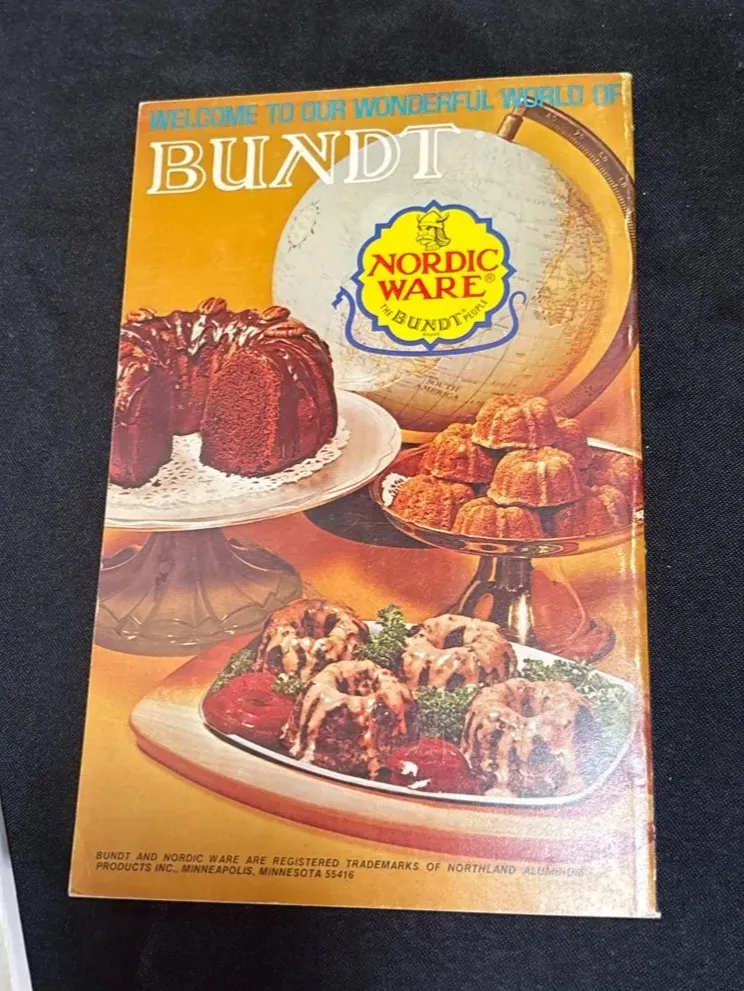 WELCOME TO OUR WONDERFUL WORLD OF
BUNDT
NORDIC
WARE®
THE BUNDT® PEOPLE
SOUTH
AMERICA
BUNDT AND NORDIC WARE ARE REGISTERED TRADEMARKS OF NORTHLAND ALUMINUM
PRODUCTS INC., MINNEAPOLIS, MINNESOTA 55416